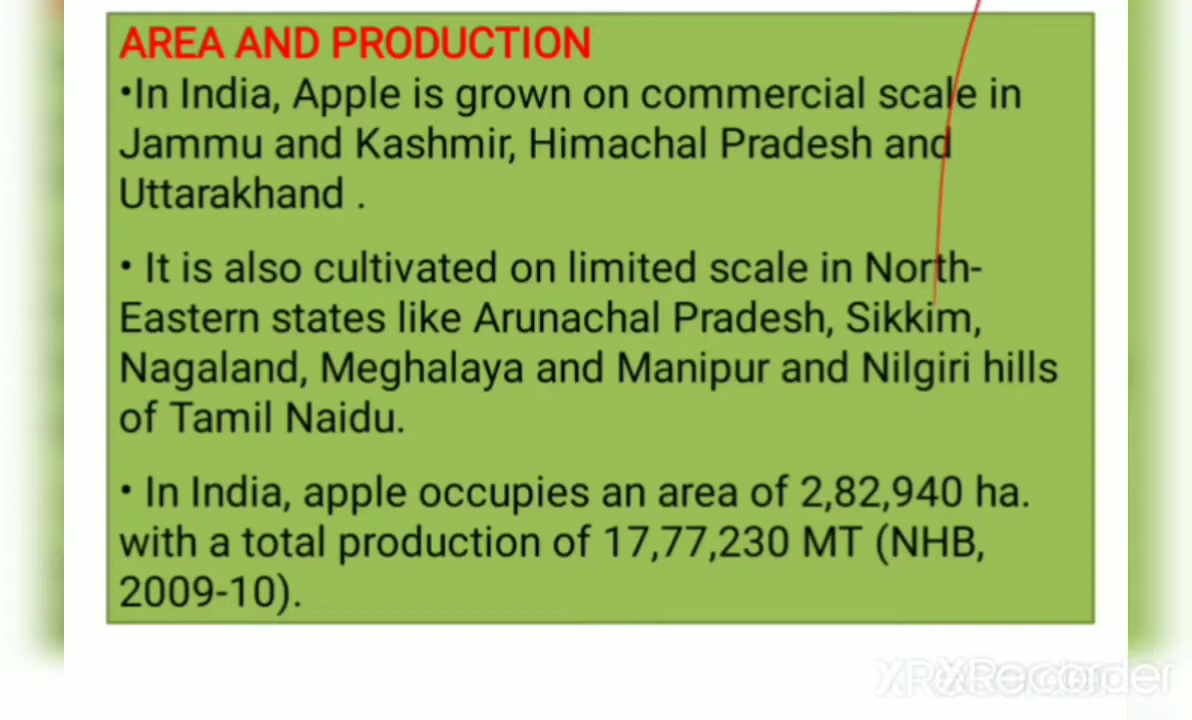 AREA AND PRODUCTION
•In India, Apple is grown on commercial scale in
Jammu and Kashmir, Himachal Pradesh and
Uttarakhand .
• It is also cultivated on limited scale in North-
Eastern states like Arunachal Pradesh, Sikkim,
Nagaland, Meghalaya and Manipur and Nilgiri hills
of Tamil Naidu.
• In India, apple occupies an area of 2,82,940 ha.
with a total production of 17,77,230 MT (NHB,
2009-10).
XRecorder